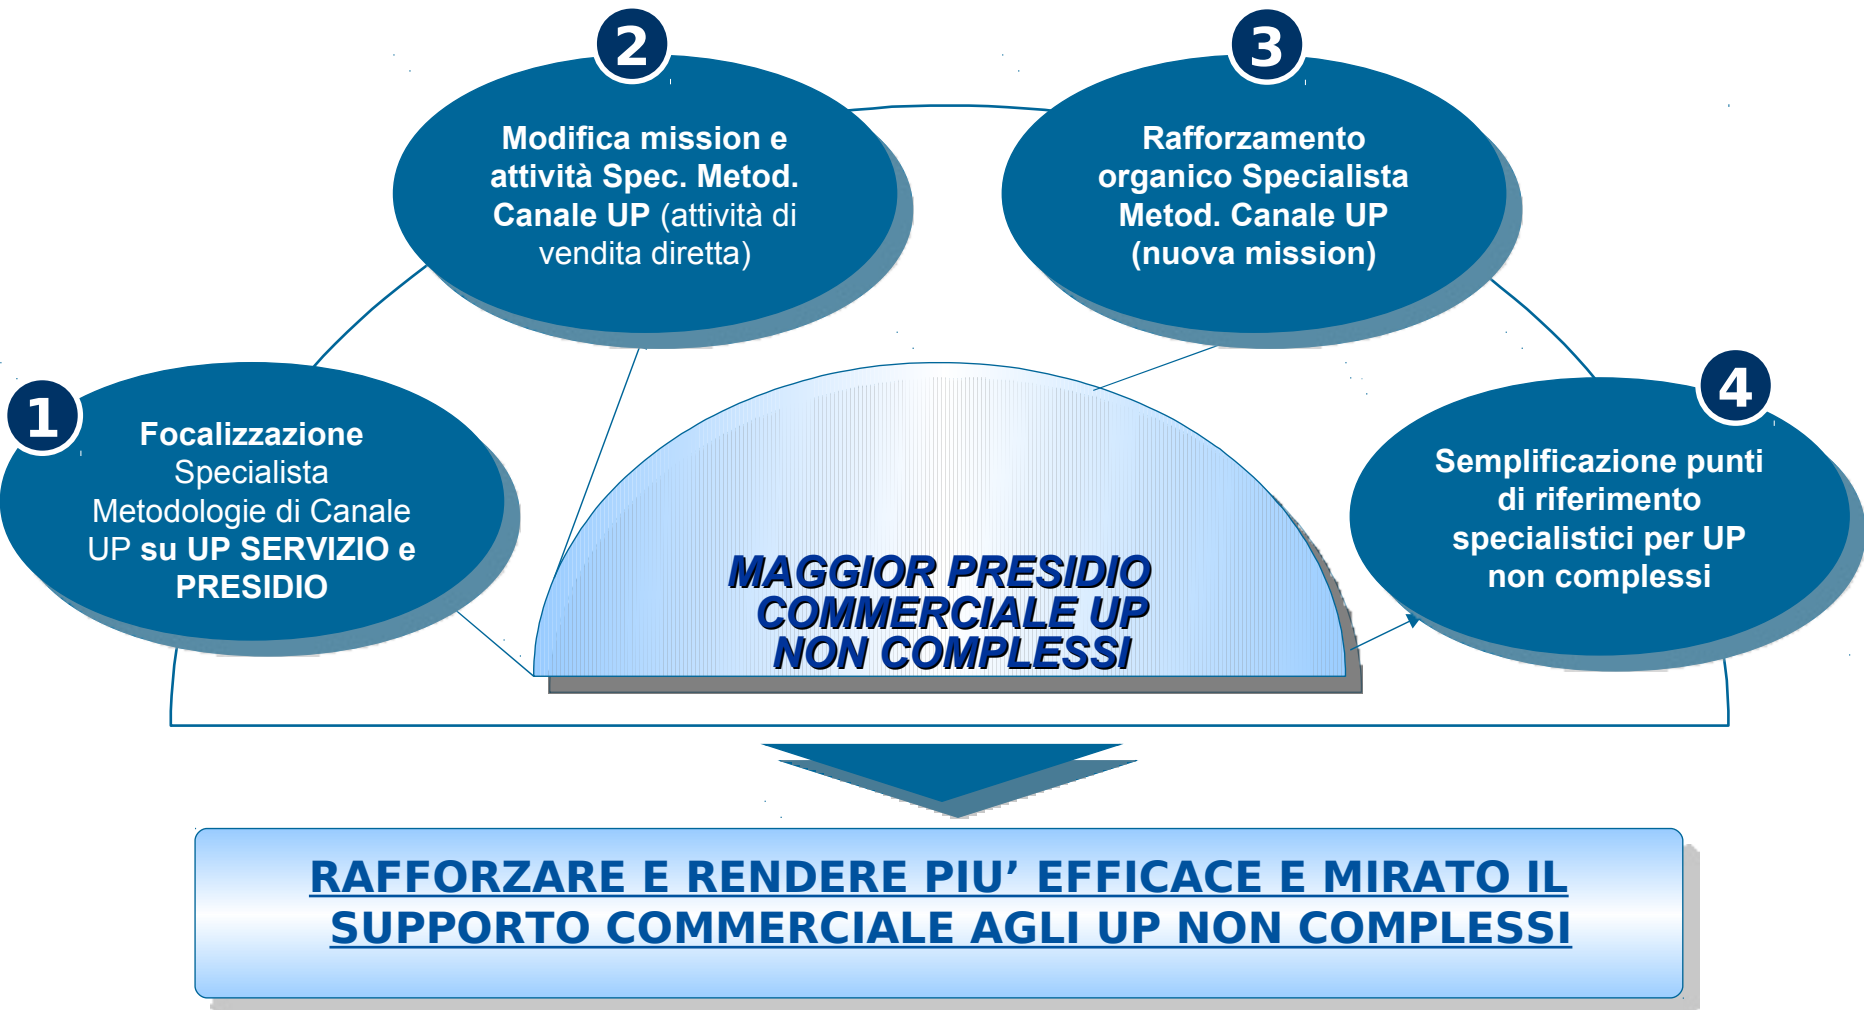 1
Focalizzazione
Specialista
Metodologie di Canale
UP su UP SERVIZIO e
PRESIDIO
2
Modifica mission e
attività Spec. Metod.
Canale UP (attività di
vendita diretta)
3
Rafforzamento
organico Specialista
Metod. Canale UP
(nuova mission)
4
Semplificazione punti
di riferimento
specialistici per UP
non complessi
MAGGIOR PRESIDIO
COMMERCIALE UP
NON COMPLESSI
RAFFORZARE E RENDERE PIU’ EFFICACE E MIRATO IL
SUPPORTO COMMERCIALE AGLI UP NON COMPLESSI